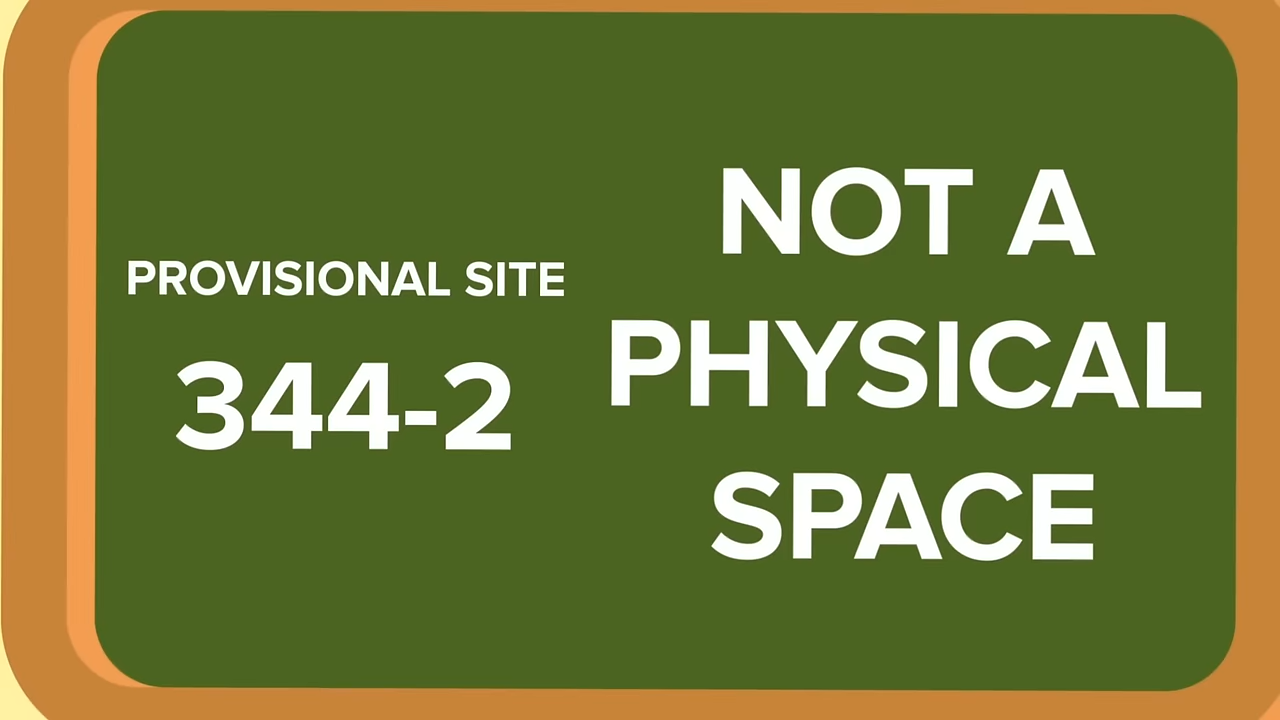 PROVISIONAL SITE
344-2
NOT A
PHYSICAL
SPACE